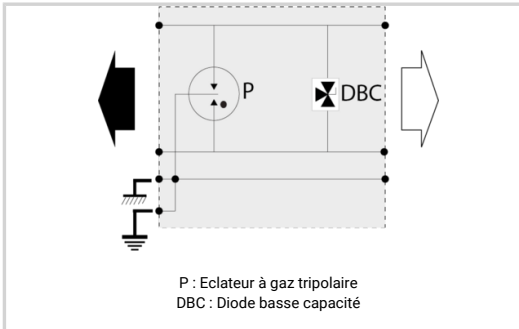 P
DBC
P : Eclateur à gaz tripolaire
DBC : Diode basse capacité